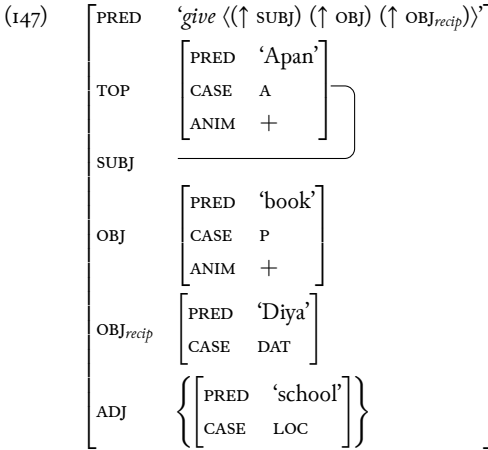 (147) PRED ‘give ⟨(↑ SUBJ) (↑ OBJ) (↑ OBJrecip)⟩’
PRED ‘Apan’
TOP CASE A
ANIM +
SUBJ
PRED ‘book’
OBJ CASE P
ANIM +
OBJrecip PRED ‘Diya’
CASE DAT
ADJ PRED ‘school’
CASE LOC